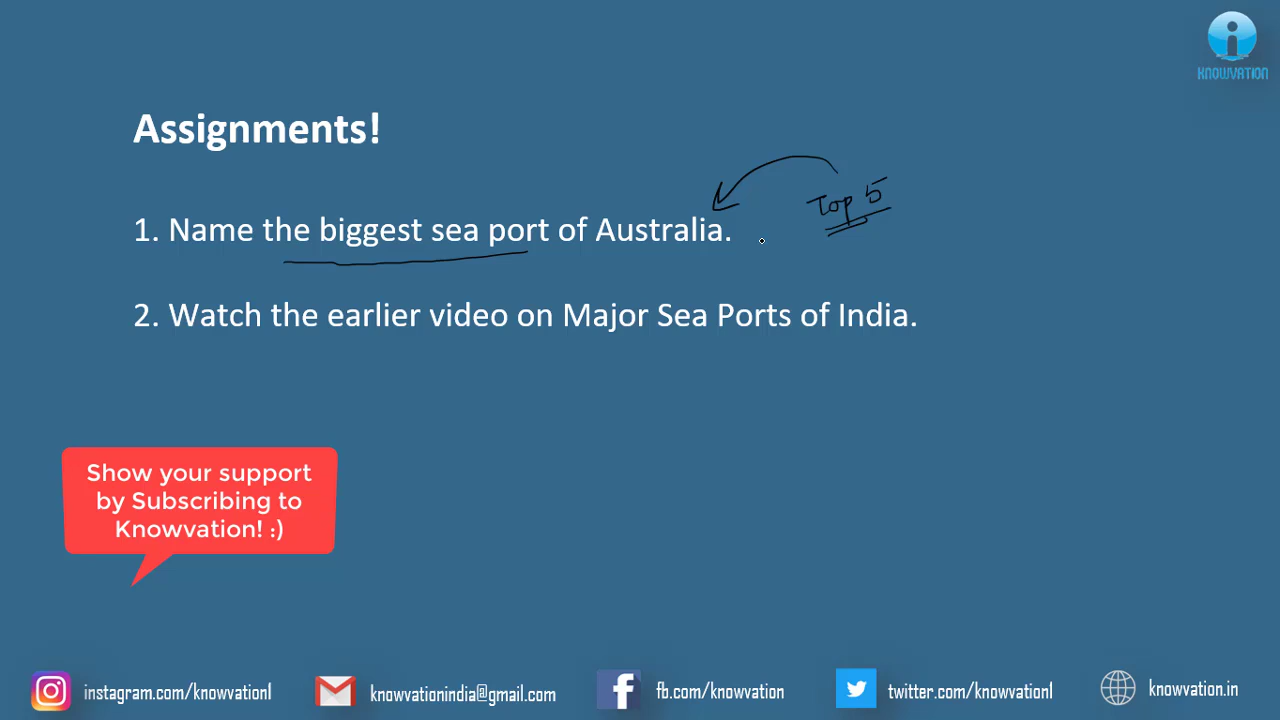 KNOWVATION
Assignments!
Top 5
1. Name the biggest sea port of Australia.
2. Watch the earlier video on Major Sea Ports of India.
Show your support
by Subscribing to
Knowvation! :)
instagram.com/knowvation1
knowvationindia@gmail.com
fb.com/knowvation
twitter.com/knowvation1
knowvation.in